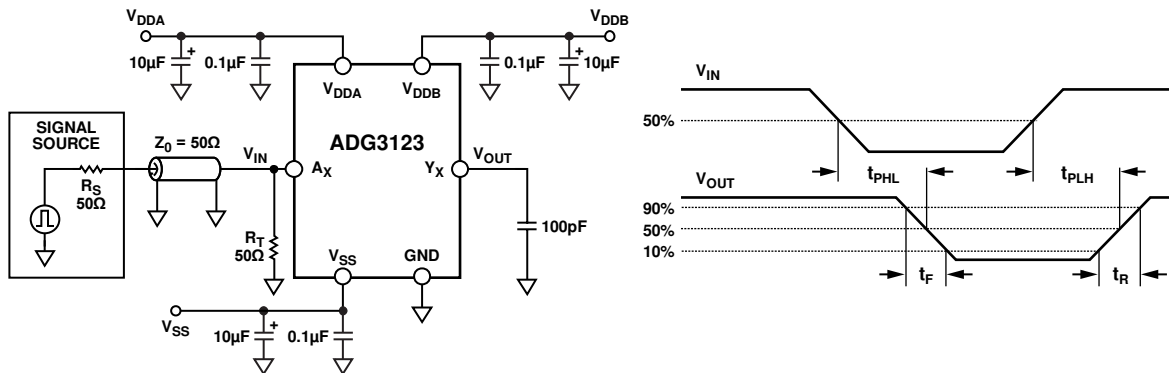 V_DDA
V_DDB
10µF
+
0.1µF
0.1µF
+
10µF
V_DDA
V_DDB
SIGNAL
SOURCE
R_S
50Ω
Z_0 = 50Ω
V_IN
R_T
50Ω
ADG3123
A_X
Y_X
V_SS
GND
V_OUT
100pF
V_SS
10µF
+
0.1µF
V_IN
50%
t_PHL
t_PLH
V_OUT
90%
50%
10%
t_F
t_R